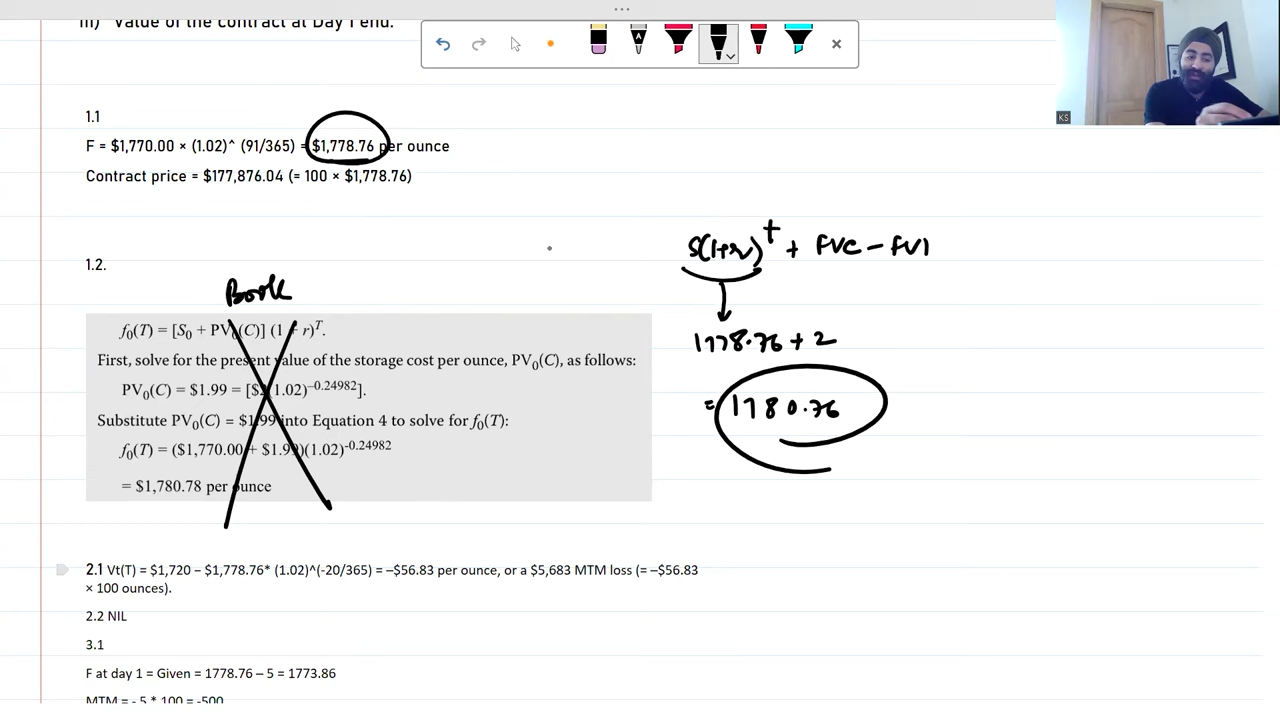 iii) Value of the contract at Day 1 end.
1.1
F = $1,770.00 × (1.02)^ (91/365) = $1,778.76 per ounce
Contract price = $177,876.04 (= 100 × $1,778.76)
S(1+r)^t + FVC – FVI
1.2.
Book
f₀(T) = [S₀ + PV₀(C)] (1 + r)ᵀ.
1778.76 + 2
First, solve for the present value of the storage cost per ounce, PV₀(C), as follows:
PV₀(C) = $1.99 = [$2(1.02)⁻⁰·²⁴⁹⁸²].
= 1780.76
Substitute PV₀(C) = $1.99 into Equation 4 to solve for f₀(T):
f₀(T) = ($1,770.00 + $1.99)(1.02)⁻⁰·²⁴⁹⁸²
= $1,780.78 per ounce
2.1 Vt(T) = $1,720 – $1,778.76* (1.02)^(-20/365) = –$56.83 per ounce, or a $5,683 MTM loss (= –$56.83
× 100 ounces).
2.2 NIL
3.1
F at day 1 = Given = 1778.76 – 5 = 1773.86
MTM = - 5 * 100 = -500
A
KS